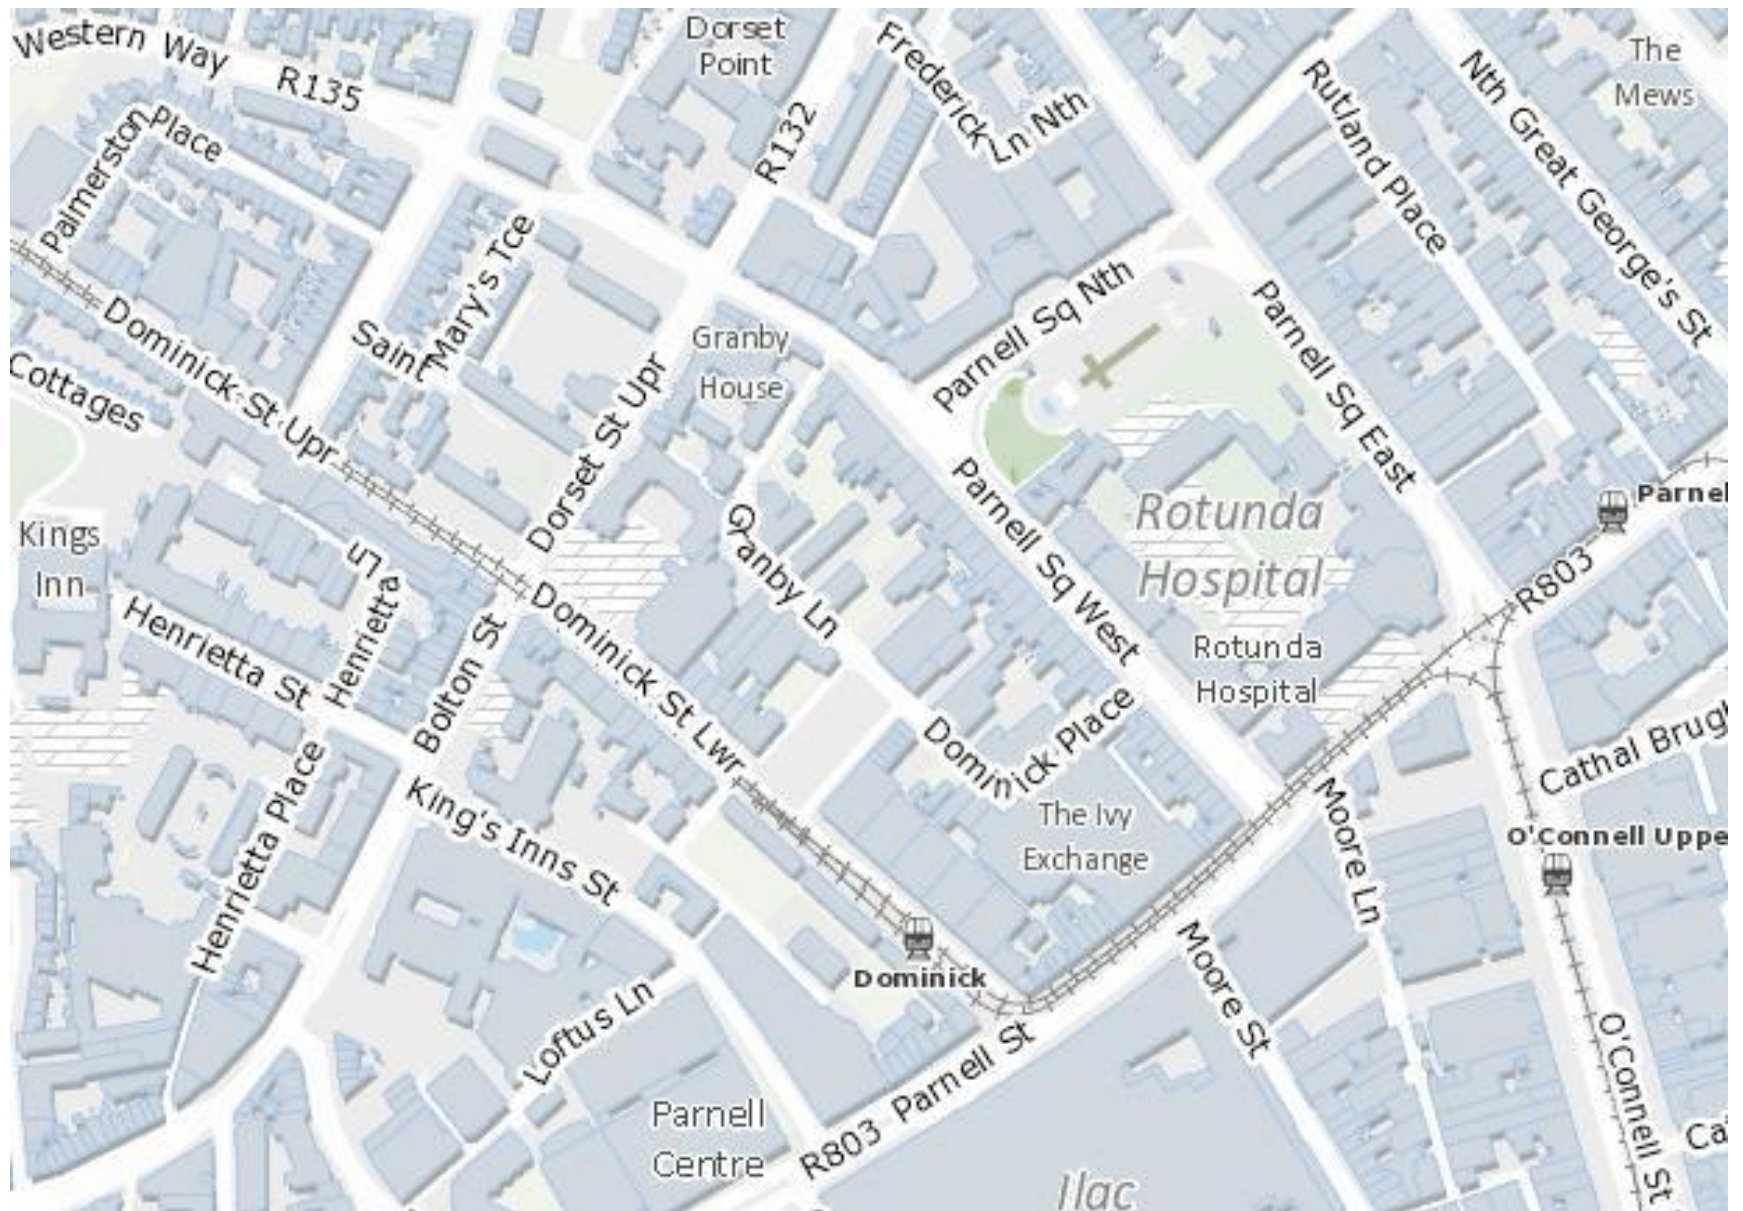 Western Way
R135
Dorset
Point
Frederick Ln Nth
The
Mews
Nth Great George's St
Rutland Place
R132
Palmerston Place
Saint Mary's Tce
Dominick St Upr
Cottages
Granby
House
Parnell Sq Nth
Parnell Sq East
Dorset St Upr
Parnell Sq West
Rotunda
Hospital
Rotunda
Hospital
Kings
Inn
Henrietta Ln
Henrietta St
Bolton St
Granby Ln
Dominick St Lwr
Dominick Place
R803
The Ivy
Exchange
Henrietta Place
King's Inns St
Moore Ln
Dominick
Moore St
Loftus Ln
Parnell
Centre
R803 Parnell St
Ilac
O'Connell St
Cathal Brugh
O'Connell Uppe
Parnel
Ca